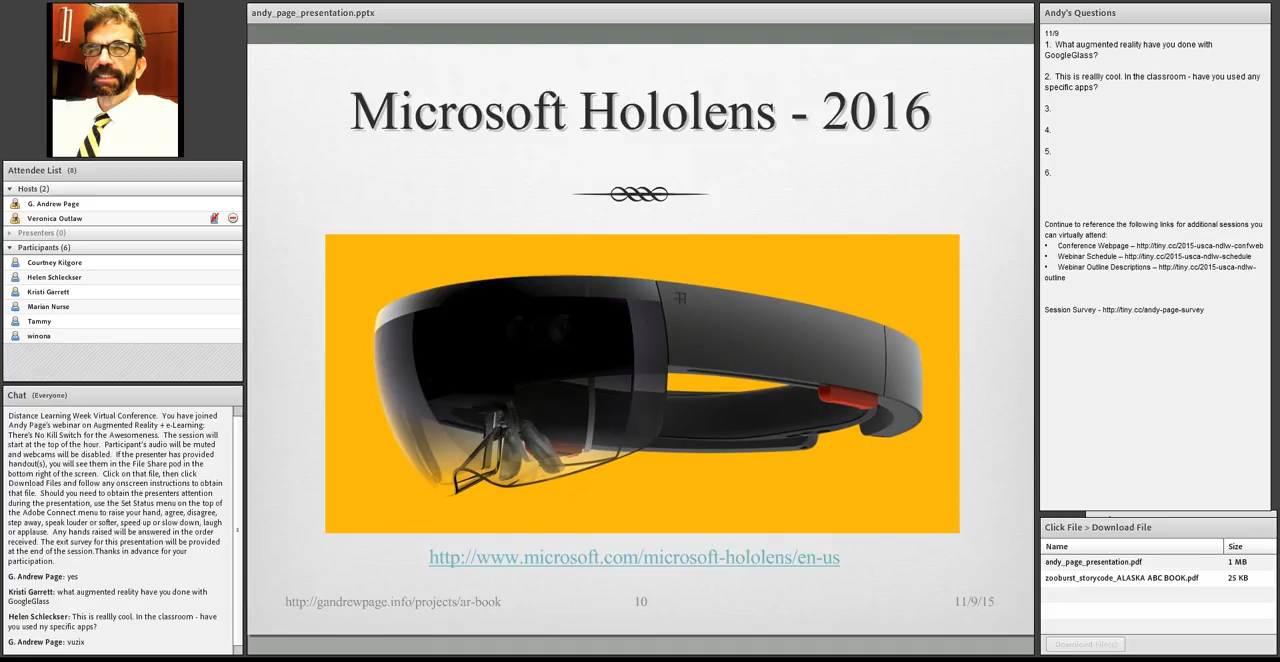 andy_page_presentation.pptx
Microsoft Hololens - 2016
http://www.microsoft.com/microsoft-hololens/en-us
http://gandrewpage.info/projects/ar-book
10
11/9/15
Attendee List (8)
Hosts (2)
G. Andrew Page
Veronica Outlaw
Presenters (0)
Participants (6)
Courtney Kilgore
Helen Schleckser
Kristi Garrett
Marian Nurse
Tammy
winona
Chat (Everyone)
Distance Learning Week Virtual Conference. You have joined
Andy Page's webinar on Augmented Reality + e-Learning:
There's No Kill Switch for the Awesomeness. The session will
start at the top of the hour. Participant's audio will be muted
and webcams will be disabled. If the presenter has provided
handout(s), you will see them in the File Share pod in the
bottom right of the screen. Click on that file, then click
Download Files and follow any onscreen instructions to obtain
that file. Should you need to obtain the presenters attention
during the presentation, use the Set Status menu on the top of
the Adobe Connect menu to raise your hand, agree, disagree,
step away, speak louder or softer, speed up or slow down, laugh
or applause. Any hands raised will be answered in the order
received. The exit survey for this presentation will be provided
at the end of the session.Thanks in advance for your
participation.
G. Andrew Page: yes
Kristi Garrett: what augmented reality have you done with
GoogleGlass
Helen Schleckser: This is reallly cool. In the classroom - have
you used ny specific apps?
G. Andrew Page: vuzix
Andy's Questions
11/9
1. What augmented reality have you done with
GoogleGlass?
2. This is reallly cool. In the classroom - have you used any
specific apps?
3.
4.
5.
6.
Continue to reference the following links for additional sessions you
can virtually attend:
• Conference Webpage – http://tiny.cc/2015-usca-ndlw-confweb
• Webinar Schedule – http://tiny.cc/2015-usca-ndlw-schedule
• Webinar Outline Descriptions – http://tiny.cc/2015-usca-ndlw-
outline
Session Survey - http://tiny.cc/andy-page-survey
Click File > Download File
Name Size
andy_page_presentation.pdf 1 MB
zooburst_storycode_ALASKA ABC BOOK.pdf 25 KB
Download File(s)